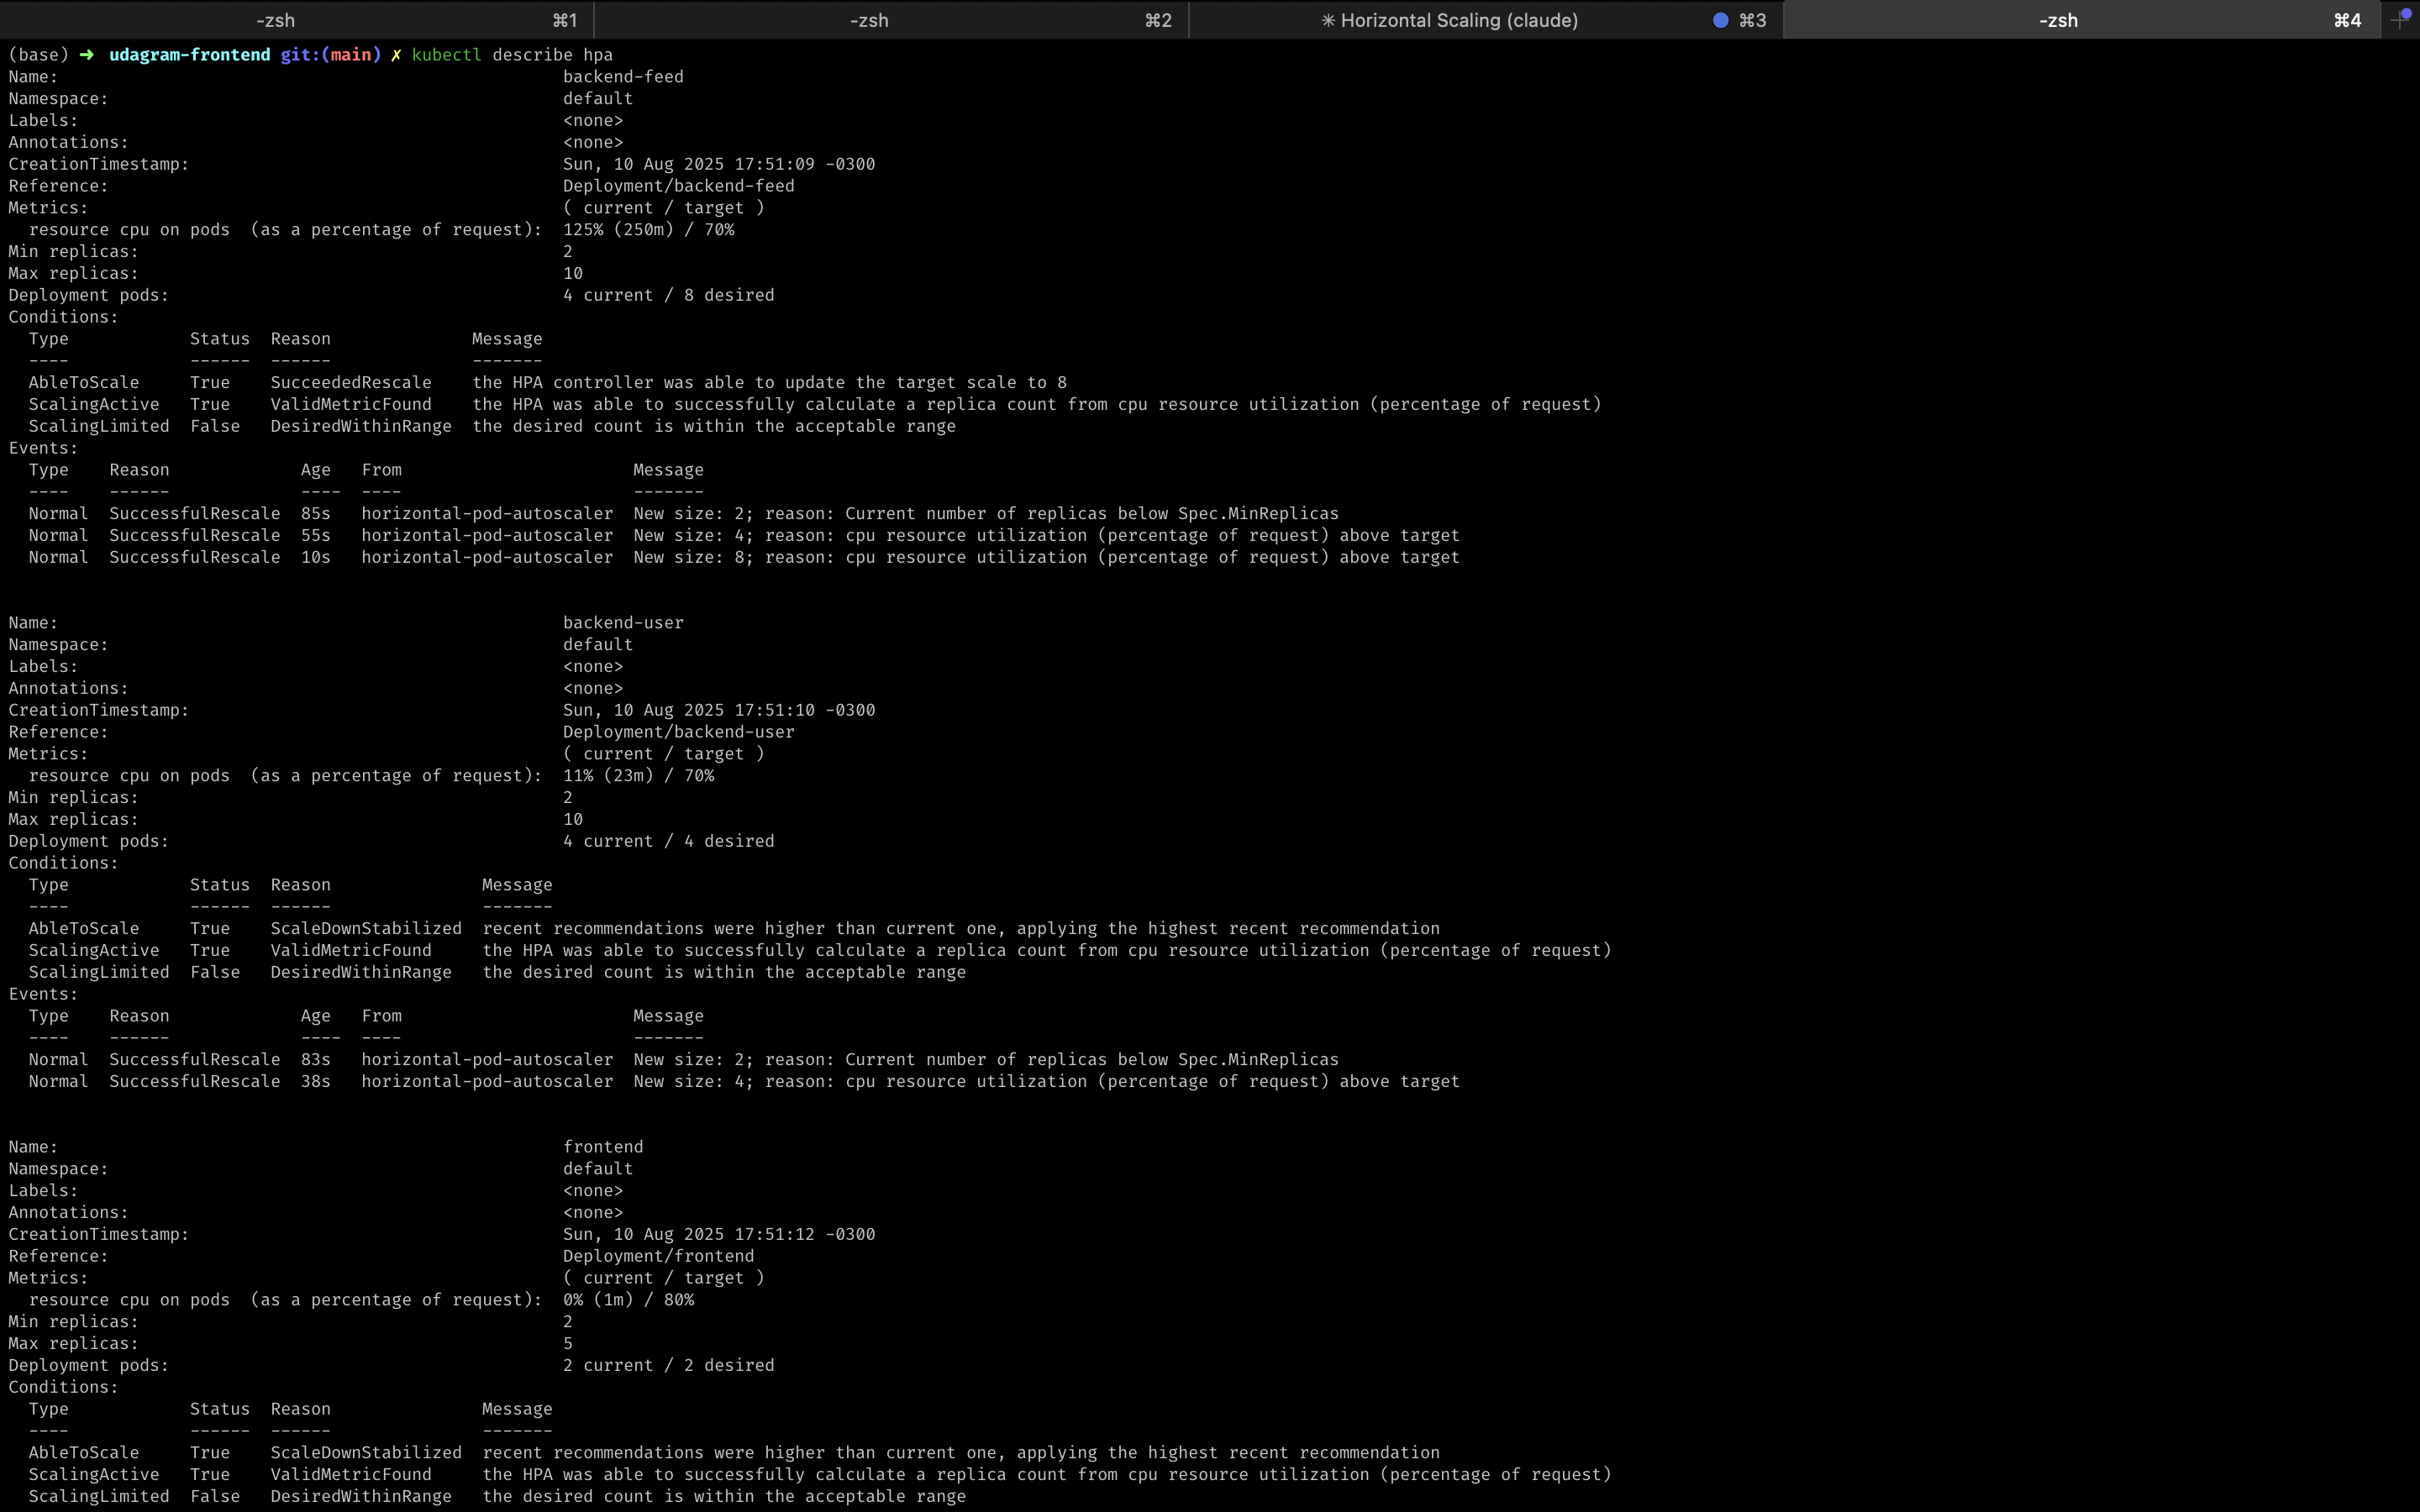 -zsh ⌘1 -zsh ⌘2 ✳ Horizontal Scaling (claude) ⌘3 -zsh ⌘4
(base) ➜ udagram-frontend git:(main) ✗ kubectl describe hpa
Name: backend-feed
Namespace: default
Labels: <none>
Annotations: <none>
CreationTimestamp: Sun, 10 Aug 2025 17:51:09 -0300
Reference: Deployment/backend-feed
Metrics: ( current / target )
resource cpu on pods (as a percentage of request): 125% (250m) / 70%
Min replicas: 2
Max replicas: 10
Deployment pods: 4 current / 8 desired
Conditions:
Type Status Reason Message
---- ------ ------ -------
AbleToScale True SucceededRescale the HPA controller was able to update the target scale to 8
ScalingActive True ValidMetricFound the HPA was able to successfully calculate a replica count from cpu resource utilization (percentage of request)
ScalingLimited False DesiredWithinRange the desired count is within the acceptable range
Events:
Type Reason Age From Message
---- ------ ---- ---- -------
Normal SuccessfulRescale 85s horizontal-pod-autoscaler New size: 2; reason: Current number of replicas below Spec.MinReplicas
Normal SuccessfulRescale 55s horizontal-pod-autoscaler New size: 4; reason: cpu resource utilization (percentage of request) above target
Normal SuccessfulRescale 10s horizontal-pod-autoscaler New size: 8; reason: cpu resource utilization (percentage of request) above target
Name: backend-user
Namespace: default
Labels: <none>
Annotations: <none>
CreationTimestamp: Sun, 10 Aug 2025 17:51:10 -0300
Reference: Deployment/backend-user
Metrics: ( current / target )
resource cpu on pods (as a percentage of request): 11% (23m) / 70%
Min replicas: 2
Max replicas: 10
Deployment pods: 4 current / 4 desired
Conditions:
Type Status Reason Message
---- ------ ------ -------
AbleToScale True ScaleDownStabilized recent recommendations were higher than current one, applying the highest recent recommendation
ScalingActive True ValidMetricFound the HPA was able to successfully calculate a replica count from cpu resource utilization (percentage of request)
ScalingLimited False DesiredWithinRange the desired count is within the acceptable range
Events:
Type Reason Age From Message
---- ------ ---- ---- -------
Normal SuccessfulRescale 83s horizontal-pod-autoscaler New size: 2; reason: Current number of replicas below Spec.MinReplicas
Normal SuccessfulRescale 38s horizontal-pod-autoscaler New size: 4; reason: cpu resource utilization (percentage of request) above target
Name: frontend
Namespace: default
Labels: <none>
Annotations: <none>
CreationTimestamp: Sun, 10 Aug 2025 17:51:12 -0300
Reference: Deployment/frontend
Metrics: ( current / target )
resource cpu on pods (as a percentage of request): 0% (1m) / 80%
Min replicas: 2
Max replicas: 5
Deployment pods: 2 current / 2 desired
Conditions:
Type Status Reason Message
---- ------ ------ -------
AbleToScale True ScaleDownStabilized recent recommendations were higher than current one, applying the highest recent recommendation
ScalingActive True ValidMetricFound the HPA was able to successfully calculate a replica count from cpu resource utilization (percentage of request)
ScalingLimited False DesiredWithinRange the desired count is within the acceptable range